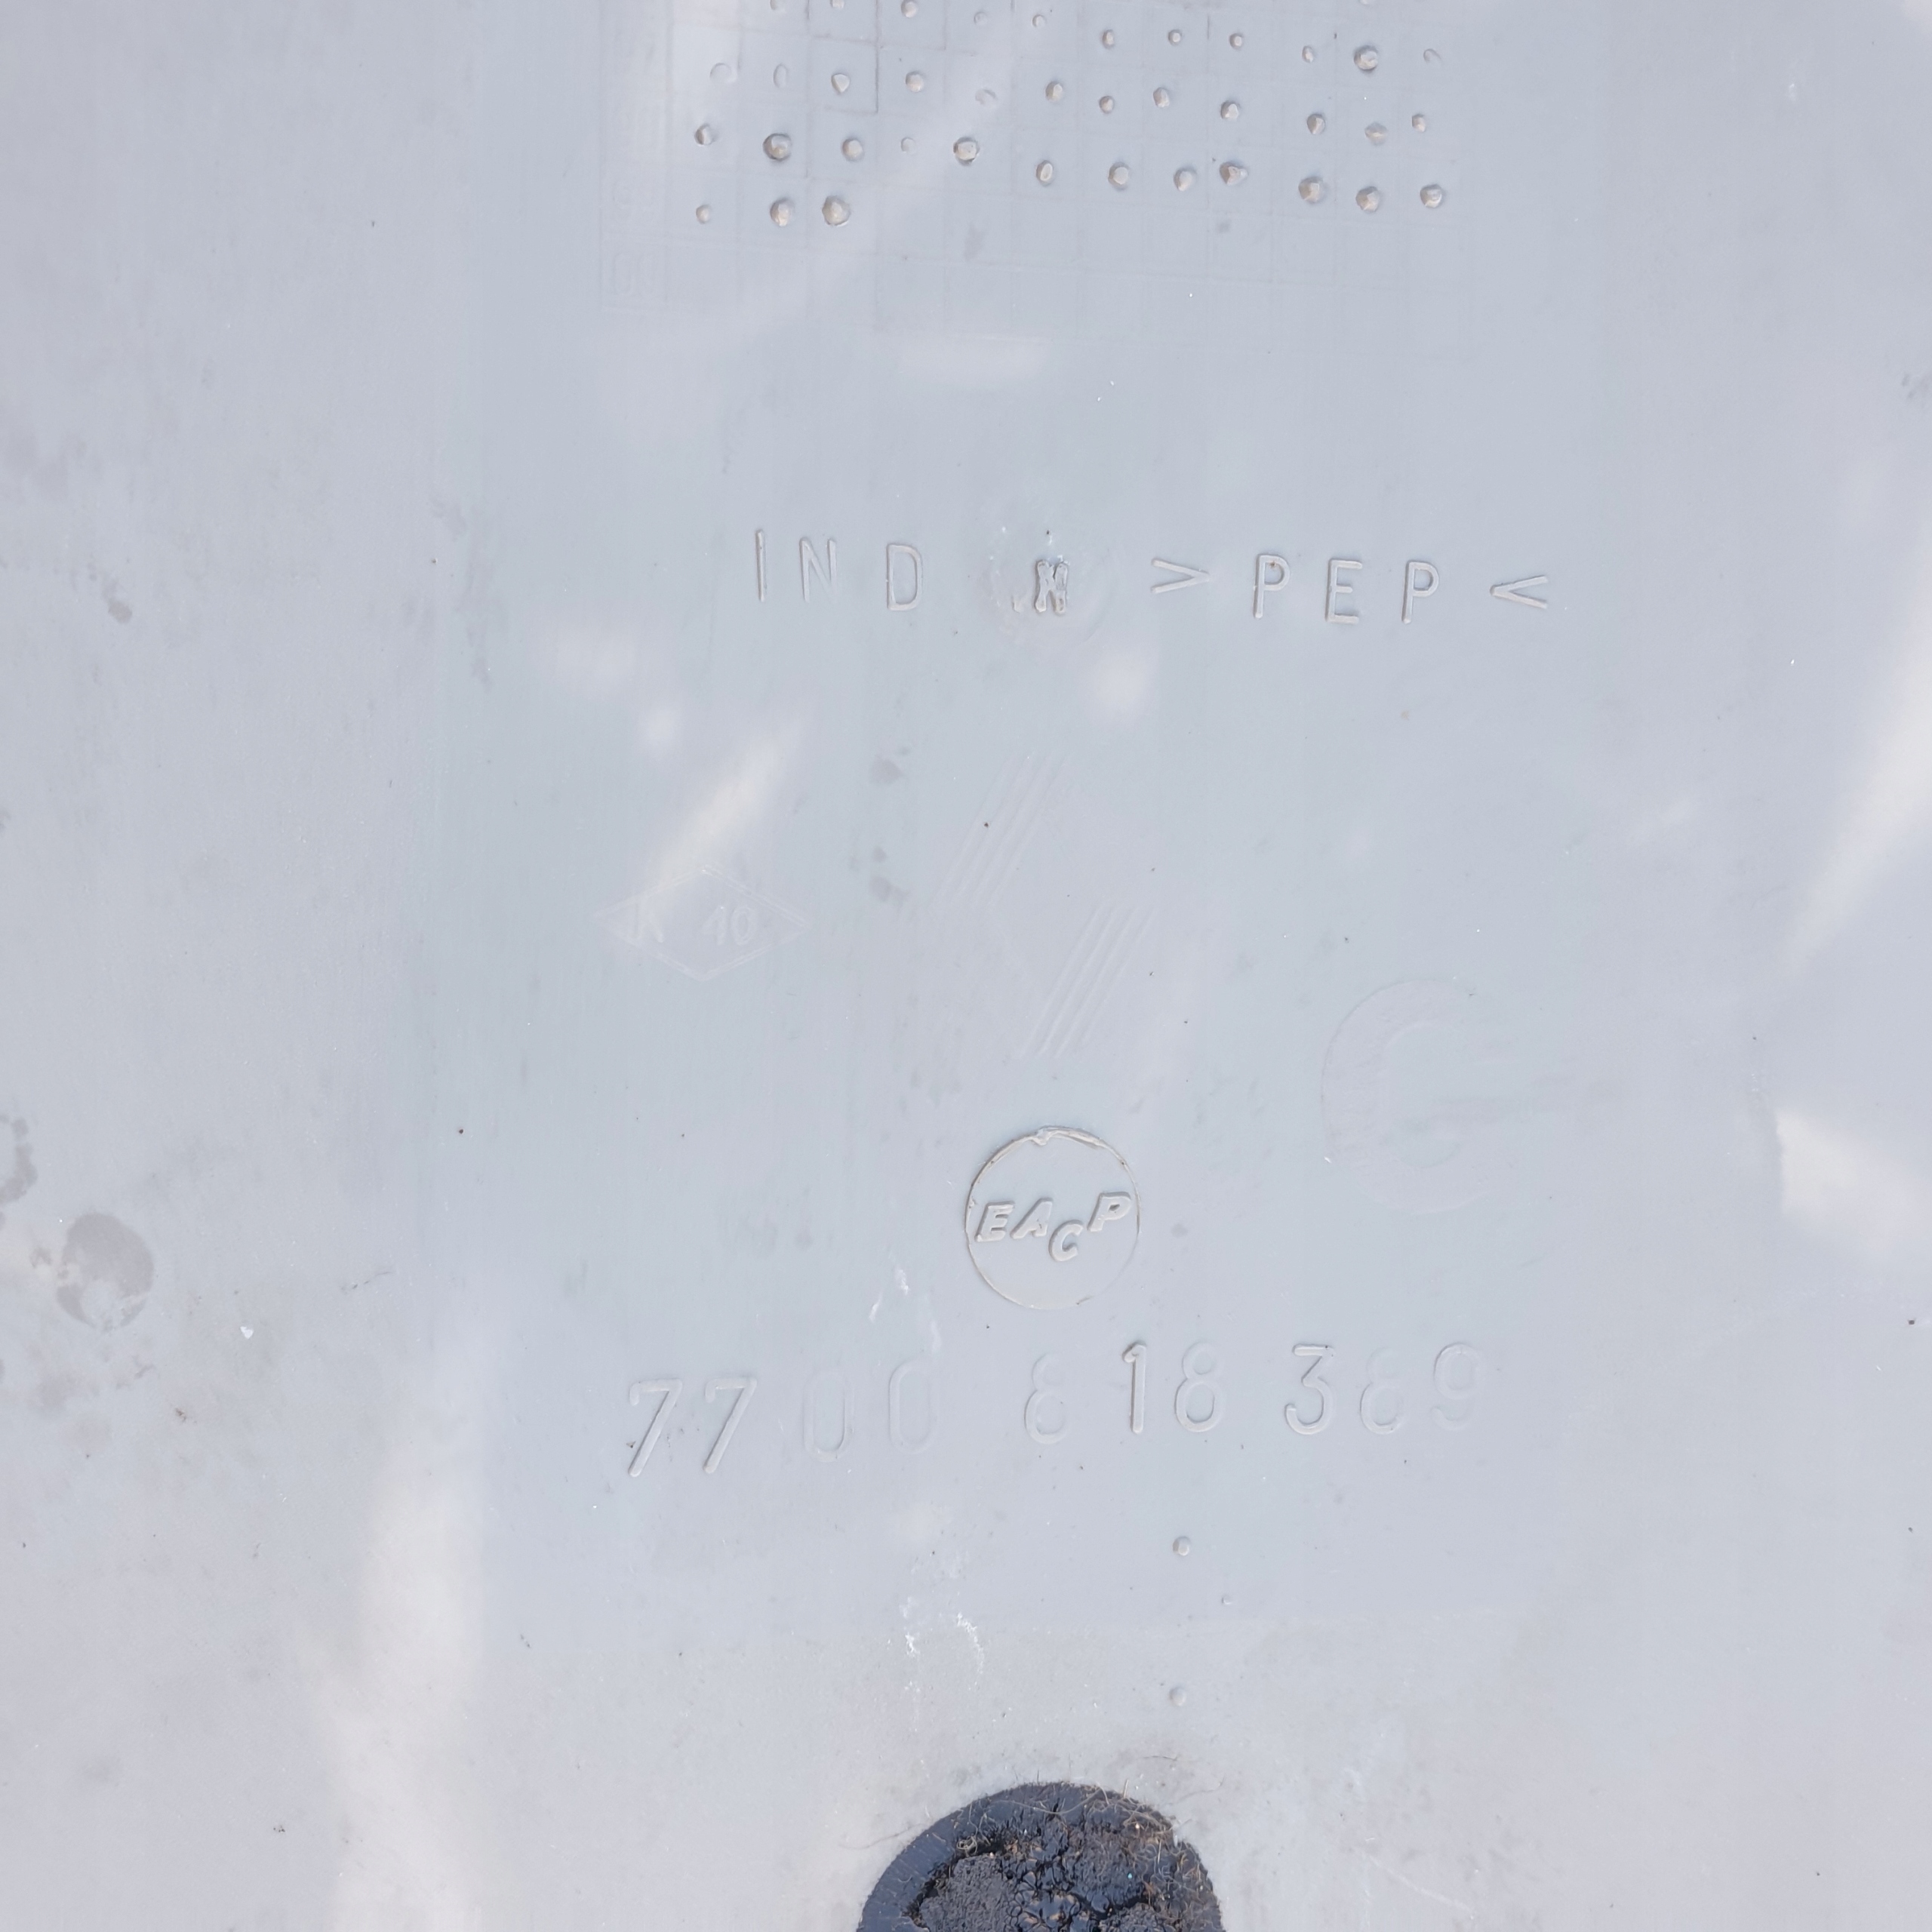 IND N >PEP<
K 40
EACP
7700 818 389